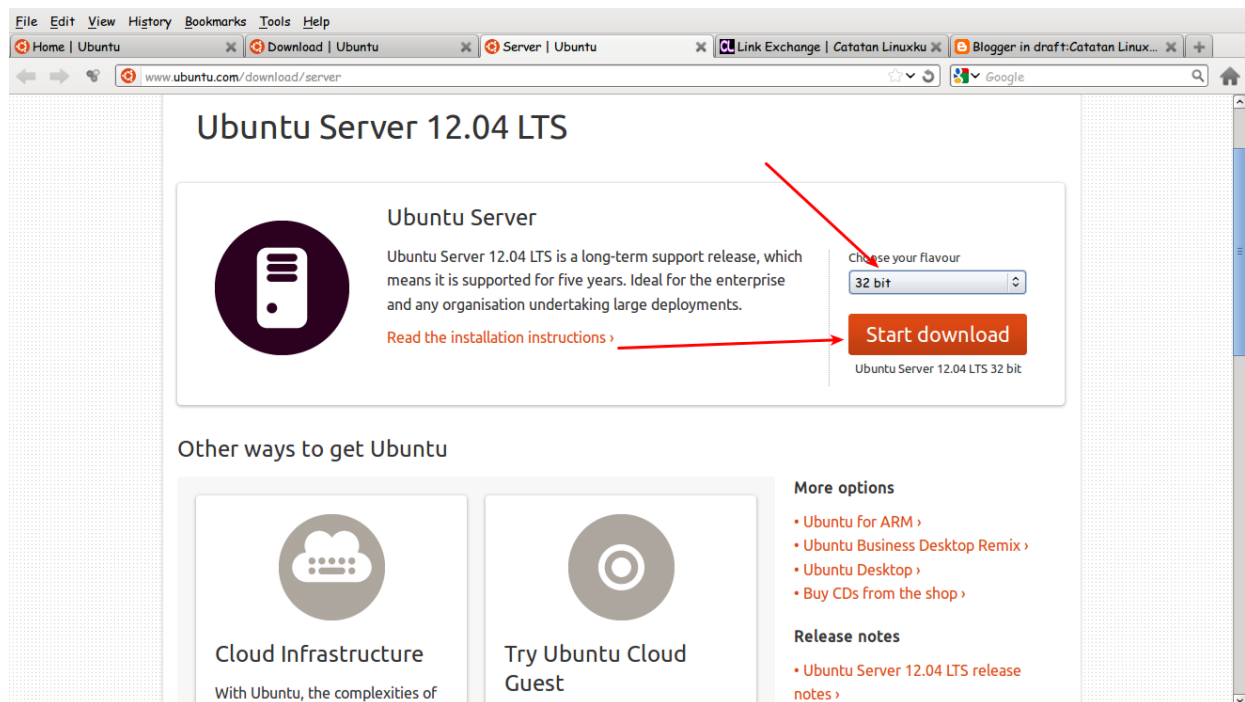 File Edit View History Bookmarks Tools Help
Home | Ubuntu
Download | Ubuntu
Server | Ubuntu
Link Exchange | Catatan Linuxku
Blogger in draft:Catatan Linux...
www.ubuntu.com/download/server
Google
Ubuntu Server 12.04 LTS
Ubuntu Server
Ubuntu Server 12.04 LTS is a long-term support release, which
means it is supported for five years. Ideal for the enterprise
and any organisation undertaking large deployments.
Read the installation instructions ›
Choose your flavour
32 bit
Start download
Ubuntu Server 12.04 LTS 32 bit
Other ways to get Ubuntu
Cloud Infrastructure
With Ubuntu, the complexities of
Try Ubuntu Cloud
Guest
More options
• Ubuntu for ARM ›
• Ubuntu Business Desktop Remix ›
• Ubuntu Desktop ›
• Buy CDs from the shop ›
Release notes
• Ubuntu Server 12.04 LTS release
notes ›